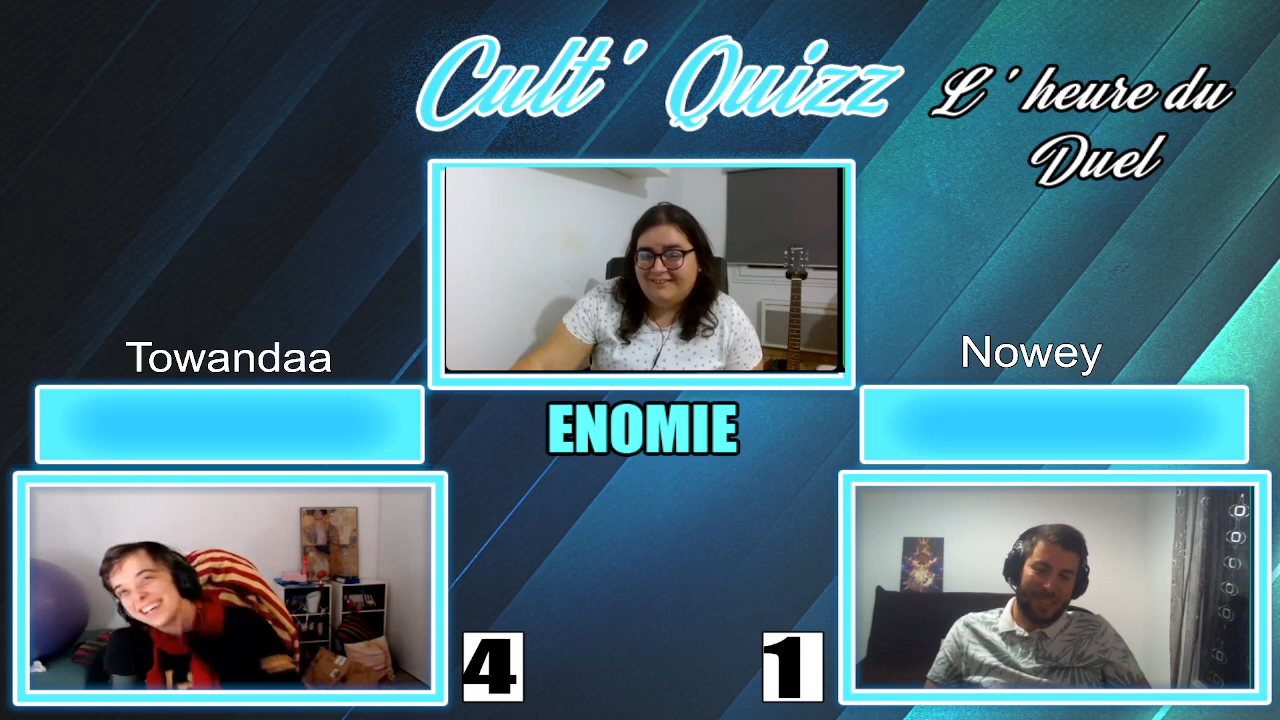 Cult' Quizz
L'heure du
Duel
Towandaa
Nowey
ENOMIE
4
1